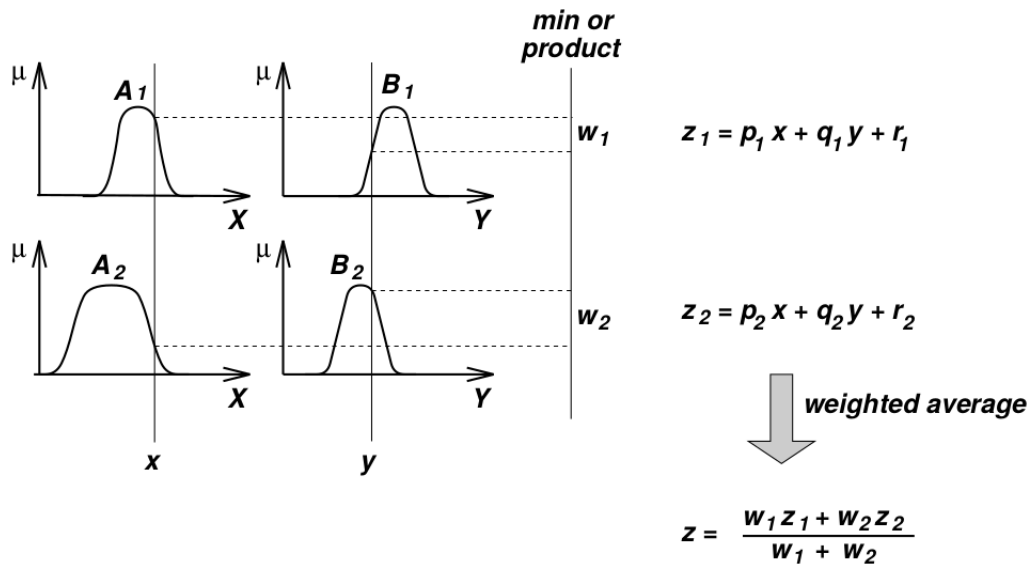 min or
product
μ A₁ μ B₁
w₁ z₁ = p₁ x + q₁ y + r₁
X Y
μ A₂ μ B₂
w₂ z₂ = p₂ x + q₂ y + r₂
X Y
weighted average
x y
z = w₁ z₁ + w₂ z₂
w₁ + w₂